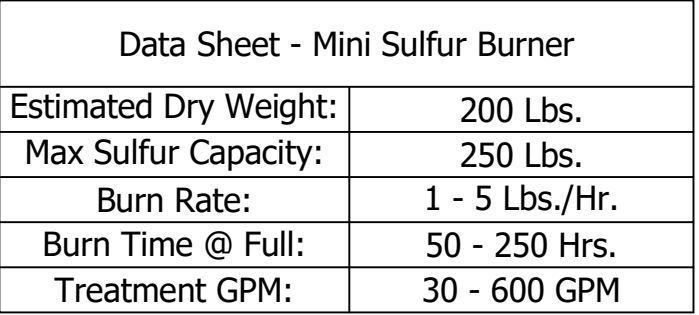 Data Sheet - Mini Sulfur Burner
Estimated Dry Weight: 200 Lbs.
Max Sulfur Capacity: 250 Lbs.
Burn Rate: 1 - 5 Lbs./Hr.
Burn Time @ Full: 50 - 250 Hrs.
Treatment GPM: 30 - 600 GPM